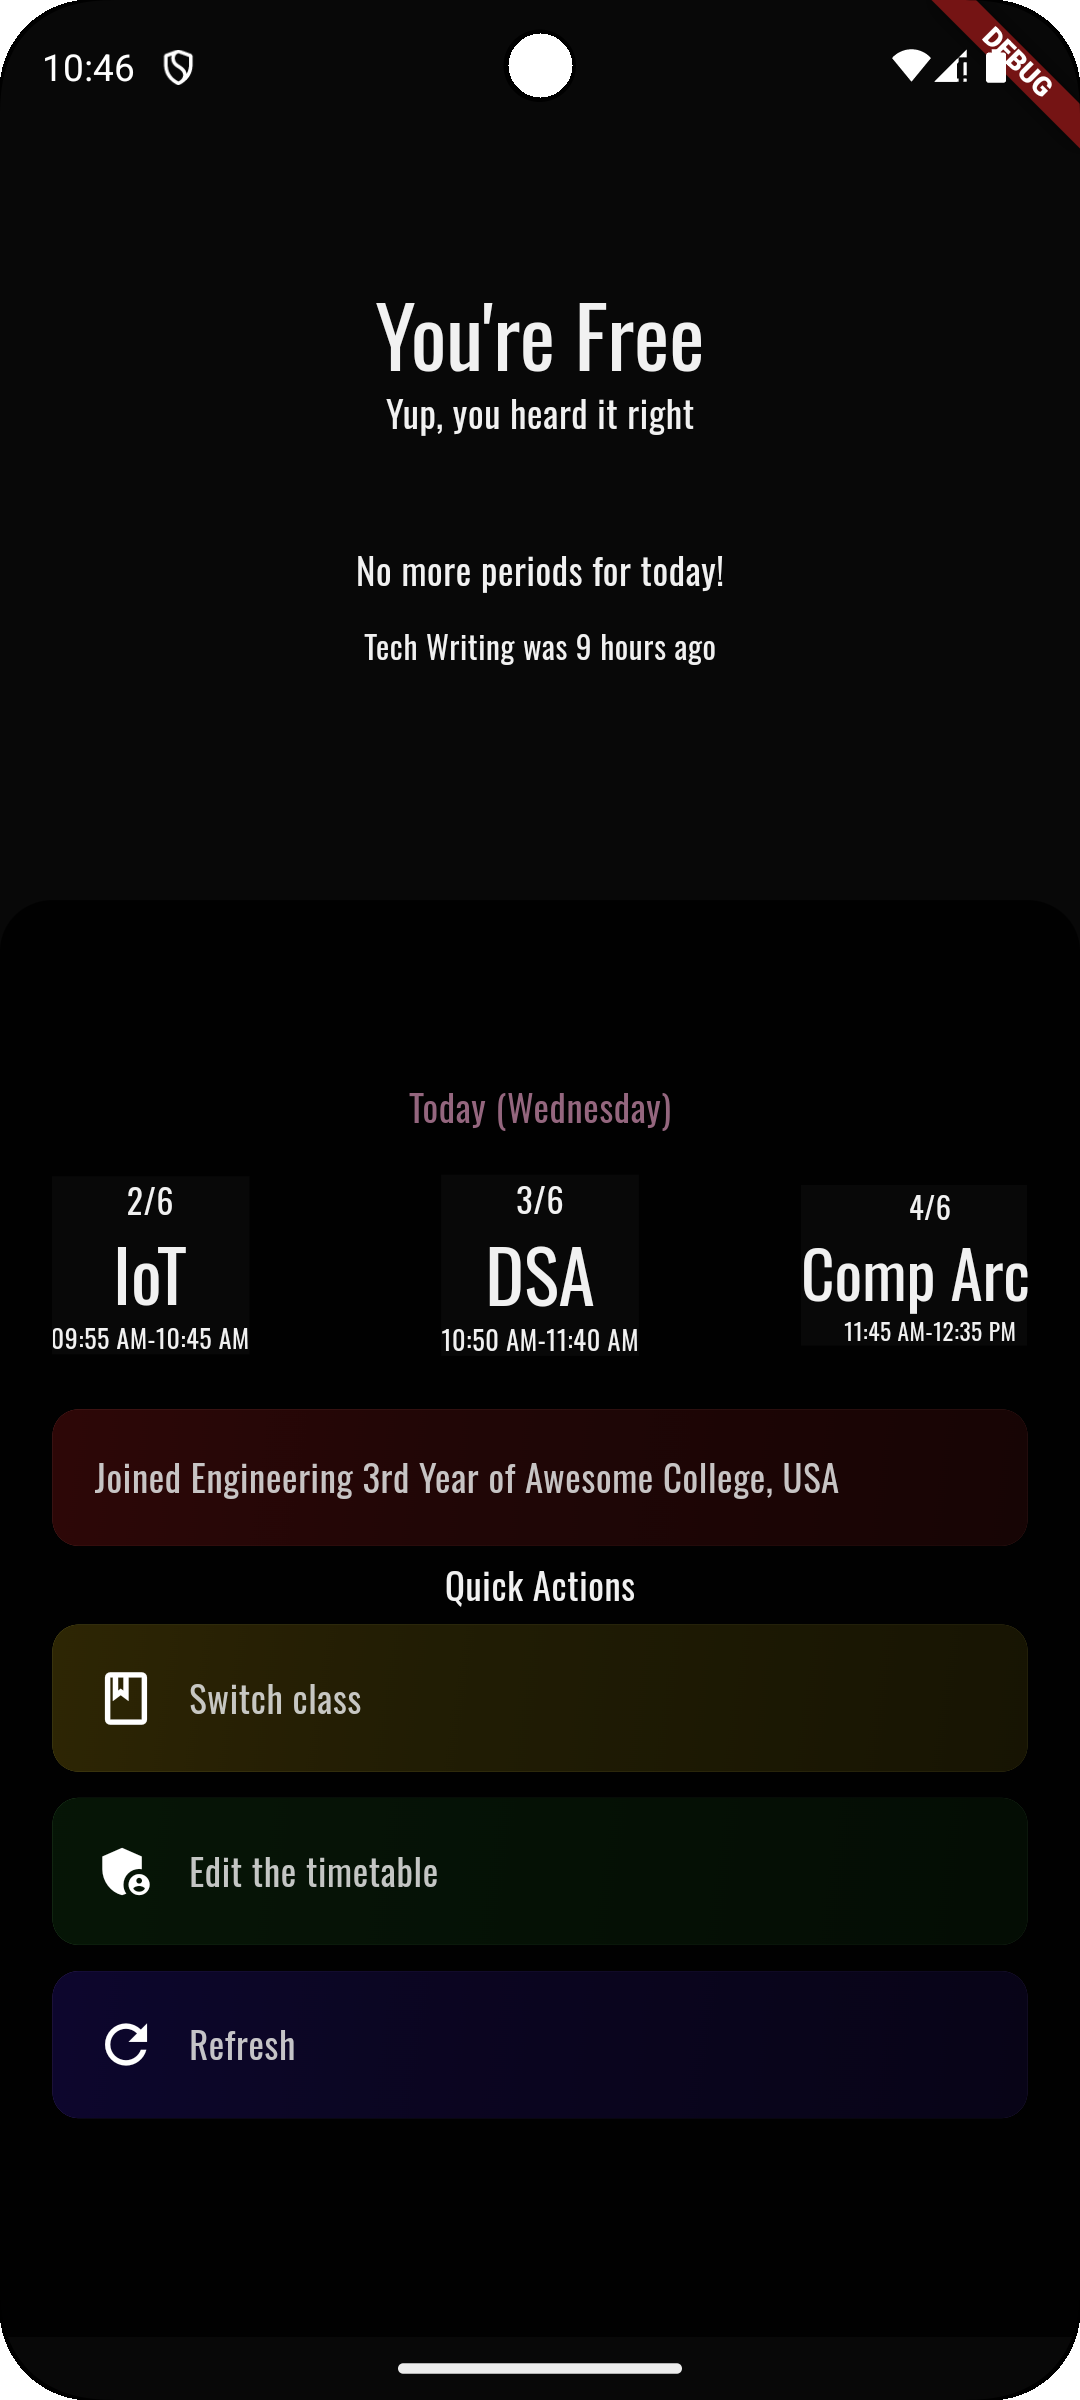 10:46
DEBUG
You're Free
Yup, you heard it right
No more periods for today!
Tech Writing was 9 hours ago
Today (Wednesday)
2/6
IoT
09:55 AM-10:45 AM
3/6
DSA
10:50 AM-11:40 AM
4/6
Comp Arc
11:45 AM-12:35 PM
Joined Engineering 3rd Year of Awesome College, USA
Quick Actions
Switch class
Edit the timetable
Refresh